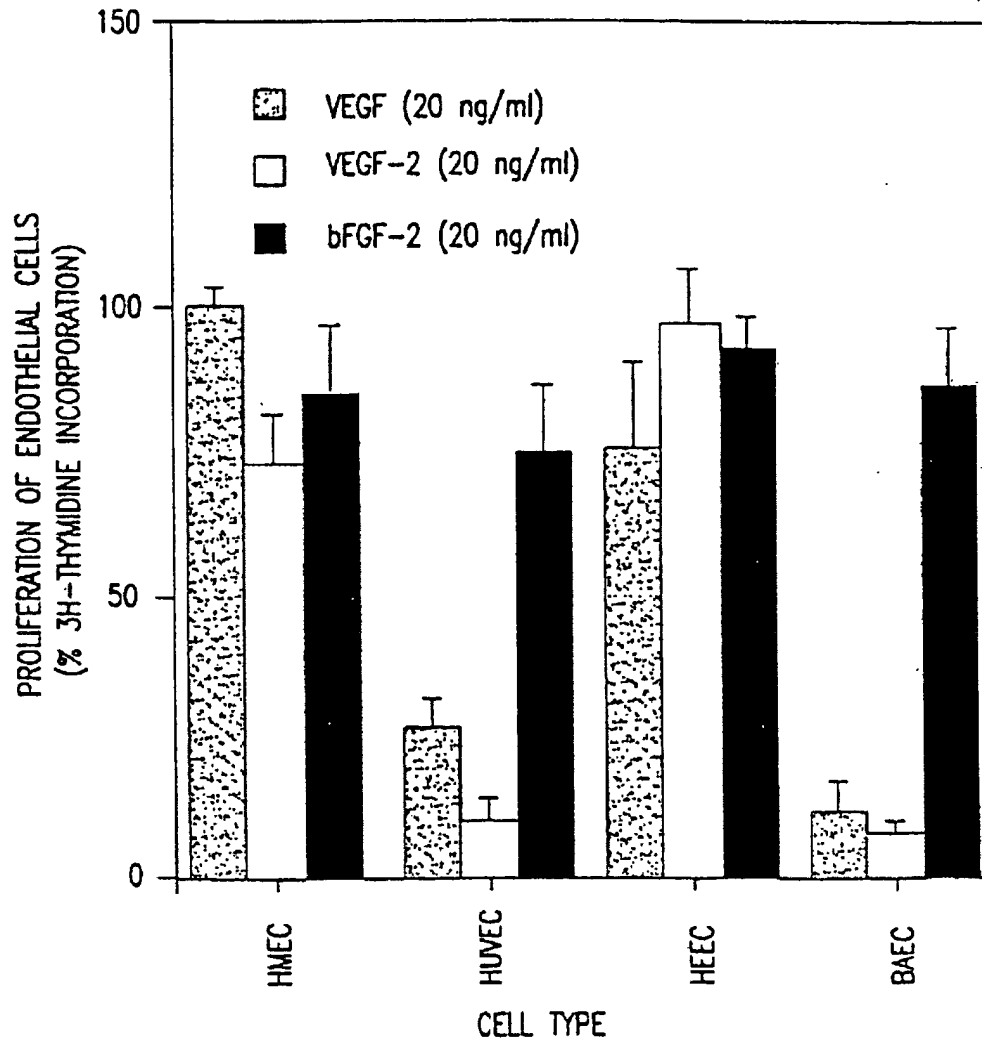 150
VEGF (20 ng/ml)
VEGF-2 (20 ng/ml)
bFGF-2 (20 ng/ml)
100
50
0
PROLIFERATION OF ENDOTHELIAL CELLS
(% 3H-THYMIDINE INCORPORATION)
HMEC
HUVEC
HEEC
BAEC
CELL TYPE